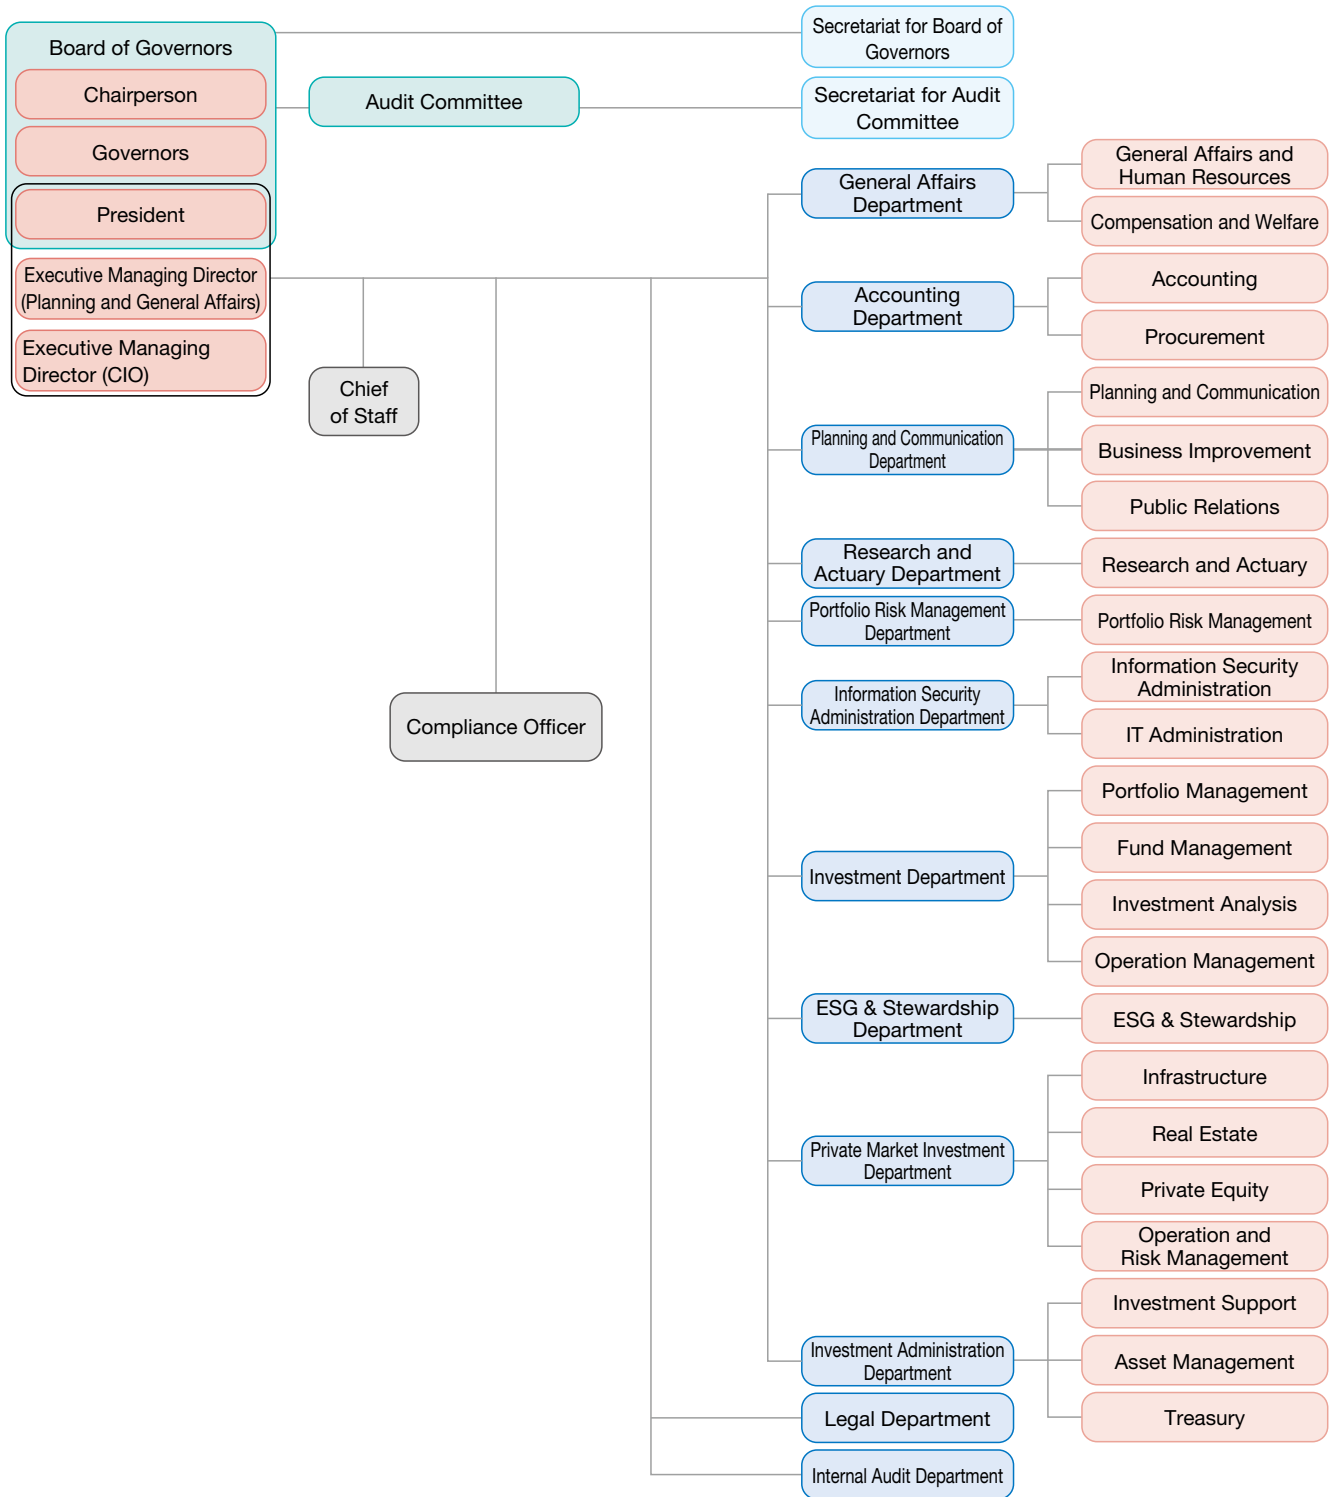 Board of Governors
Chairperson
Governors
President
Executive Managing Director
(Planning and General Affairs)
Executive Managing
Director (CIO)
Audit Committee
Secretariat for Board of
Governors
Secretariat for Audit
Committee
Chief
of Staff
Compliance Officer
General Affairs
Department
General Affairs and
Human Resources
Compensation and Welfare
Accounting
Department
Accounting
Procurement
Planning and Communication
Department
Planning and Communication
Business Improvement
Public Relations
Research and
Actuary Department
Research and Actuary
Portfolio Risk Management
Department
Portfolio Risk Management
Information Security
Administration Department
Information Security
Administration
IT Administration
Investment Department
Portfolio Management
Fund Management
Investment Analysis
Operation Management
ESG & Stewardship
Department
ESG & Stewardship
Private Market Investment
Department
Infrastructure
Real Estate
Private Equity
Operation and
Risk Management
Investment Administration
Department
Investment Support
Asset Management
Treasury
Legal Department
Internal Audit Department